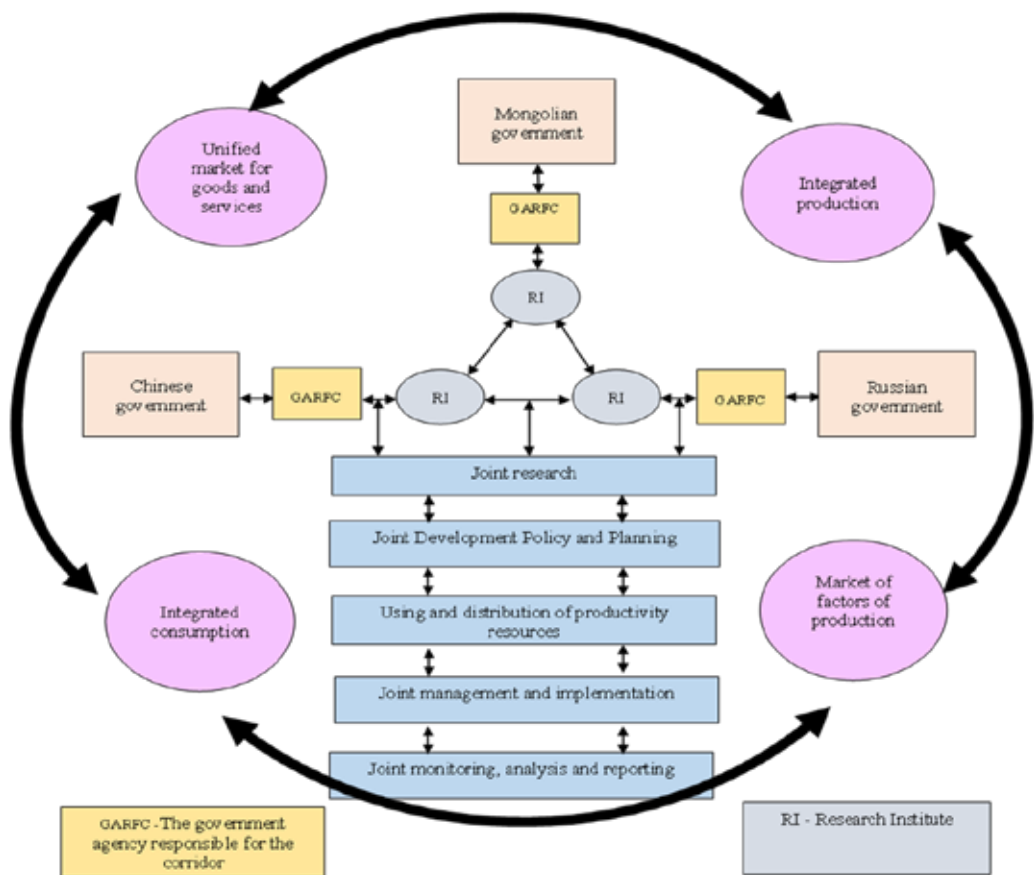 Mongolian
government
Unified
market for
goods and
services
Integrated
production
GARFC
RI
Chinese
government
GARFC
RI
RI
GARFC
Russian
government
Joint research
Joint Development Policy and Planning
Using and distribution of productivity
resources
Joint management and implementation
Joint monitoring, analysis and reporting
Integrated
consumption
Market of
factors of
production
GARFC -The government
agency responsible for the
corridor
RI - Research Institute